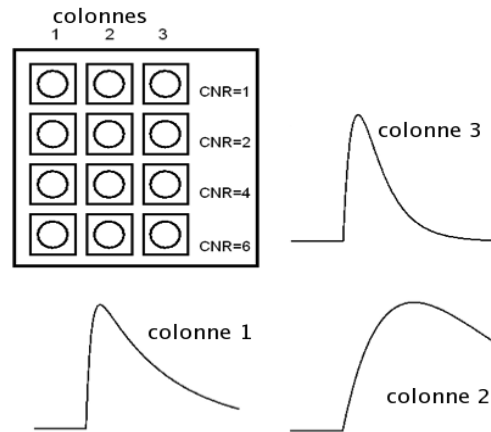 colonnes
1 2 3
CNR=1
CNR=2
CNR=4
CNR=6
colonne 3
colonne 1
colonne 2